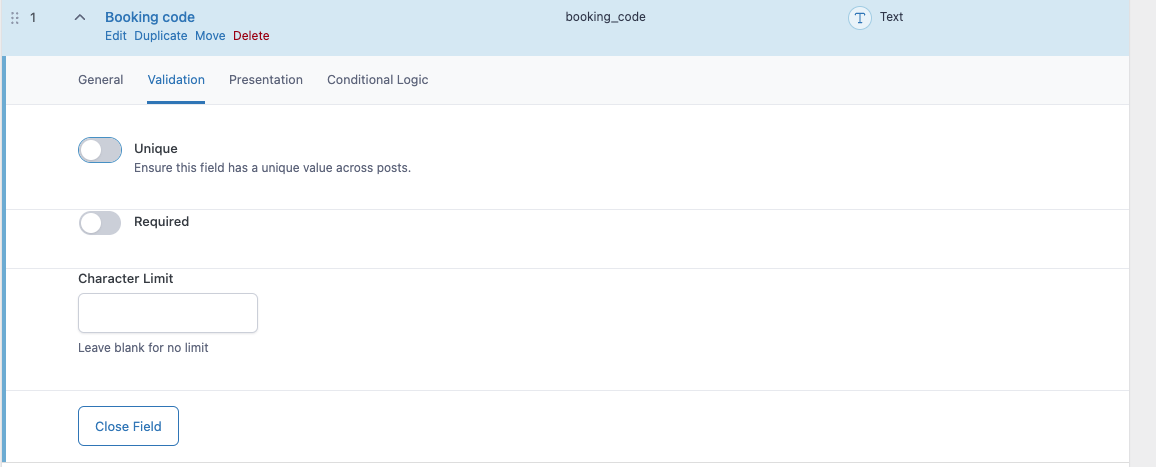 1 Booking code booking_code T Text
Edit Duplicate Move Delete
General Validation Presentation Conditional Logic
Unique
Ensure this field has a unique value across posts.
Required
Character Limit
Leave blank for no limit
Close Field